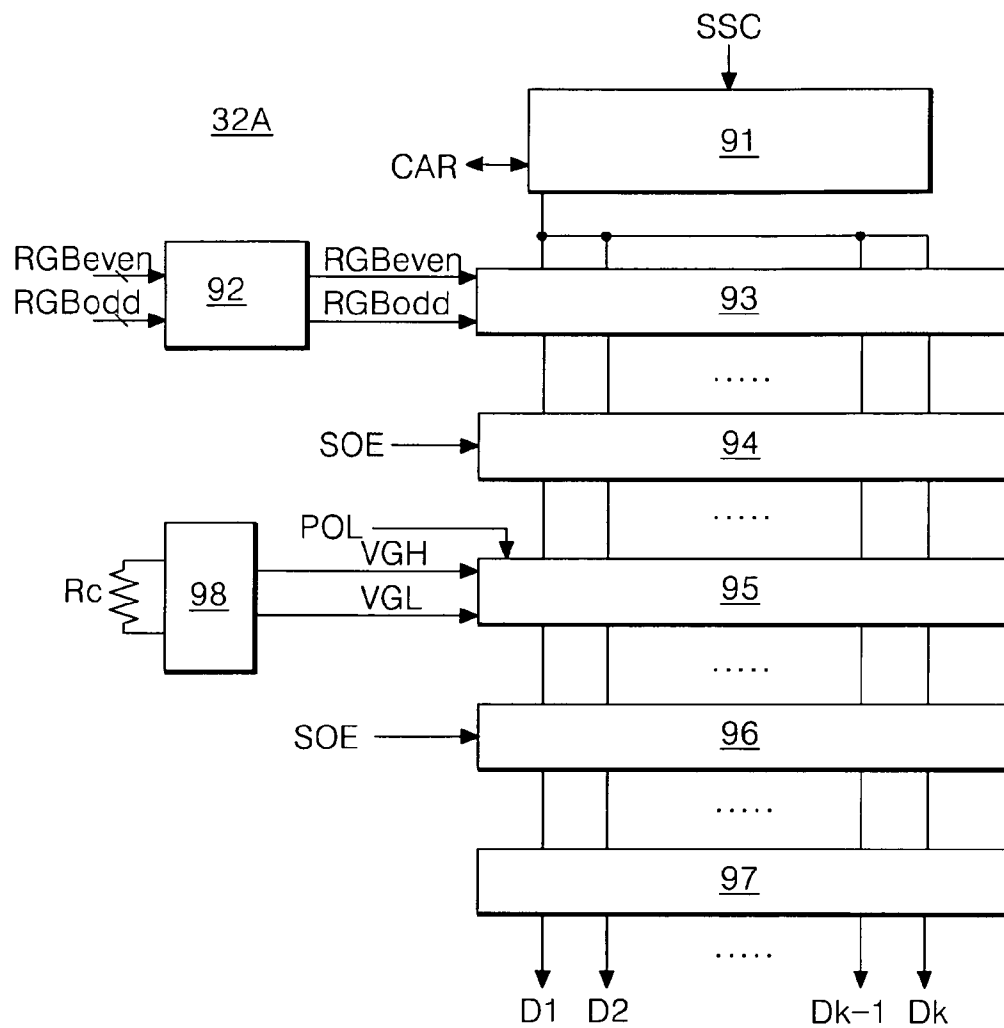 SSC
32A
91
CAR
RGBeven
RGBeven
92
93
RGBodd
RGBodd
.....
SOE
94
.....
POL
VGH
Rc
98
95
VGL
.....
SOE
96
.....
97
.....
D1 D2 Dk-1 Dk